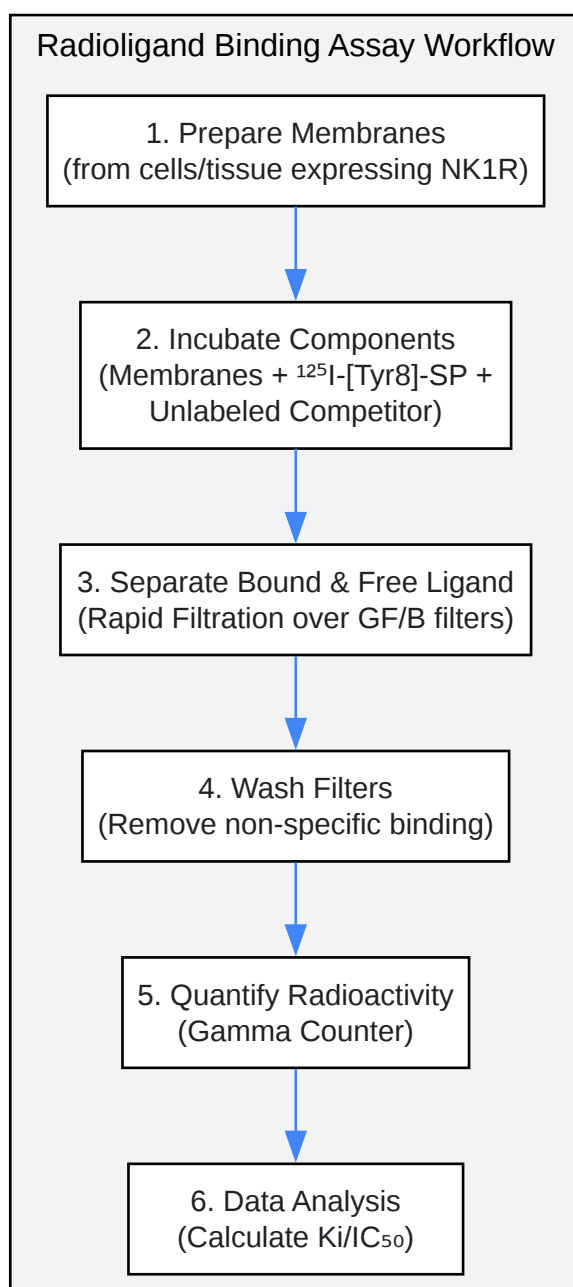 Radioligand Binding Assay Workflow
1. Prepare Membranes
(from cells/tissue expressing NK1R)
2. Incubate Components
(Membranes + ¹²⁵I-[Tyr8]-SP +
Unlabeled Competitor)
3. Separate Bound & Free Ligand
(Rapid Filtration over GF/B filters)
4. Wash Filters
(Remove non-specific binding)
5. Quantify Radioactivity
(Gamma Counter)
6. Data Analysis
(Calculate Ki/IC₅₀)